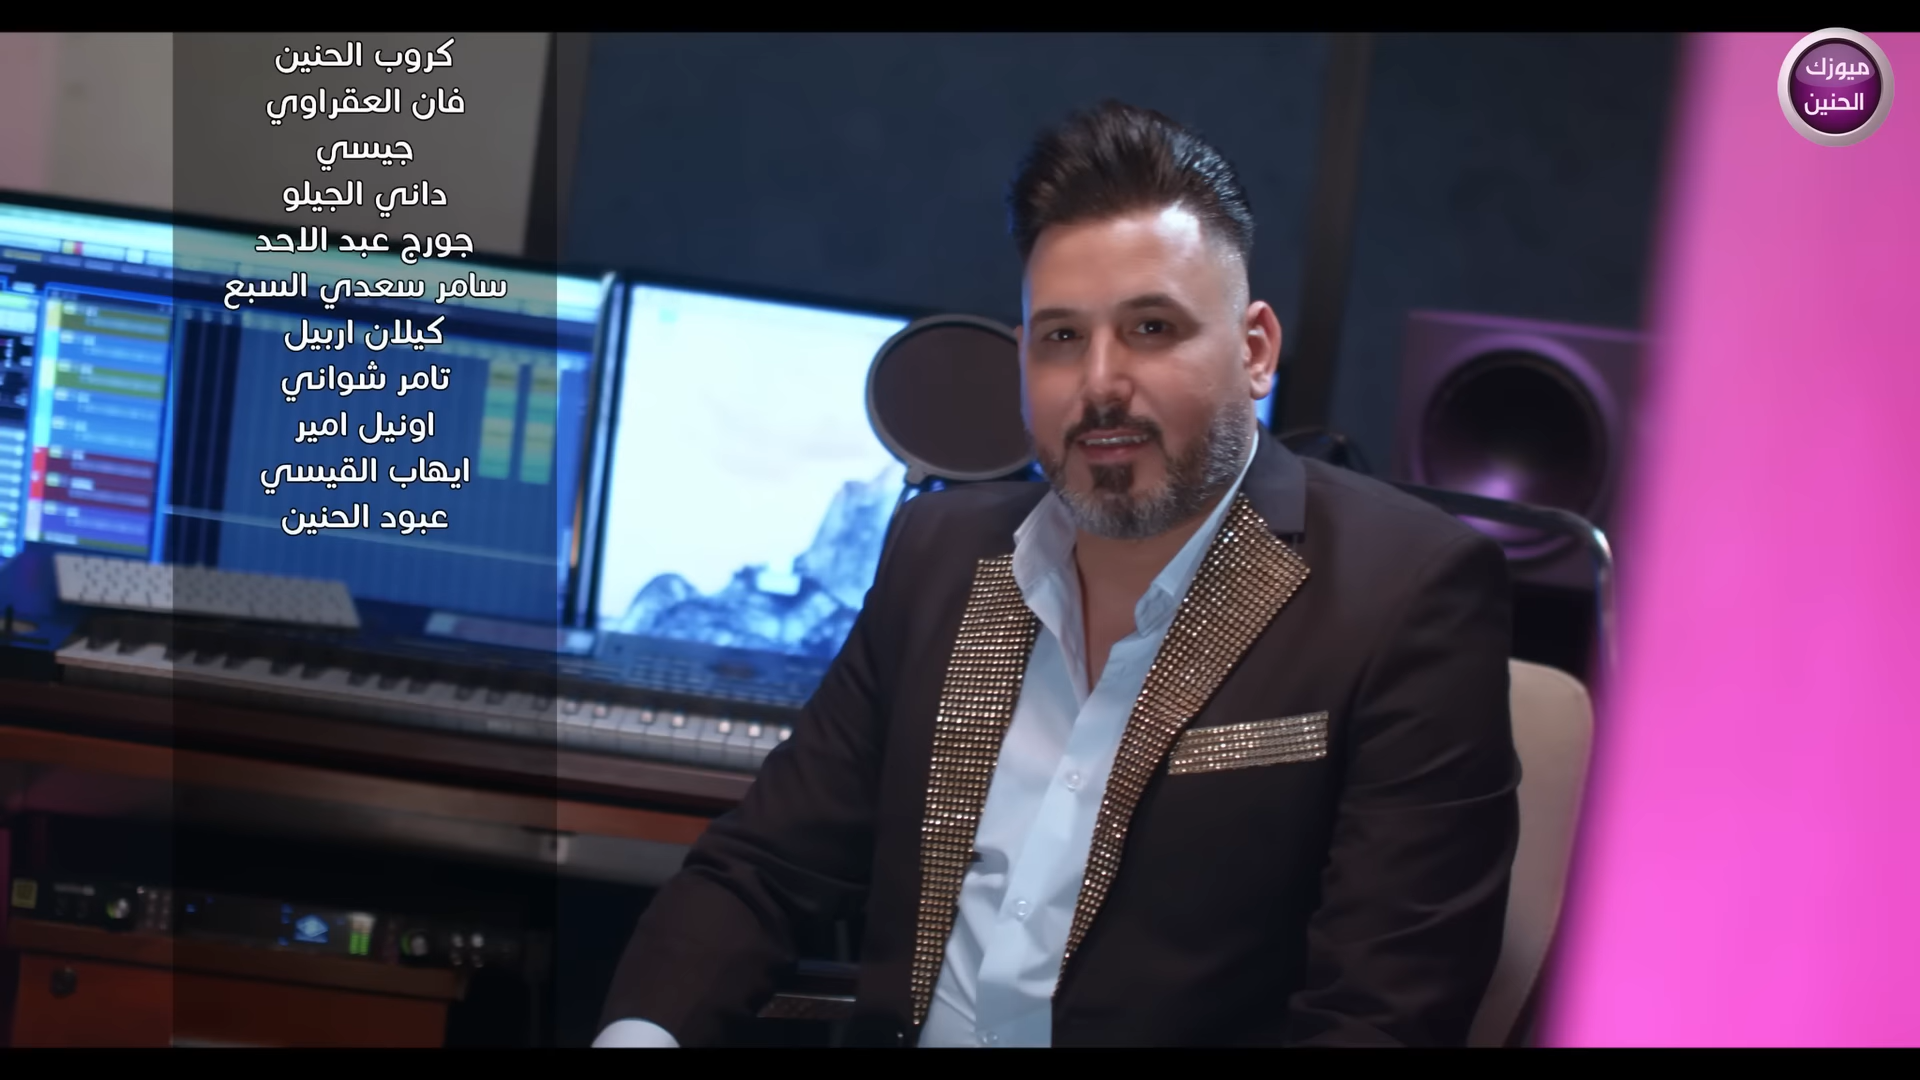 كروب الحنين
فان العقراوي
جيسي
داني الجيلو
جورج عبد الاحد
سامر سعدي السبع
كيلان اربيل
تامر شواني
اونيل امير
ايهاب القيسي
عبود الحنين
ميوزك
الحنين